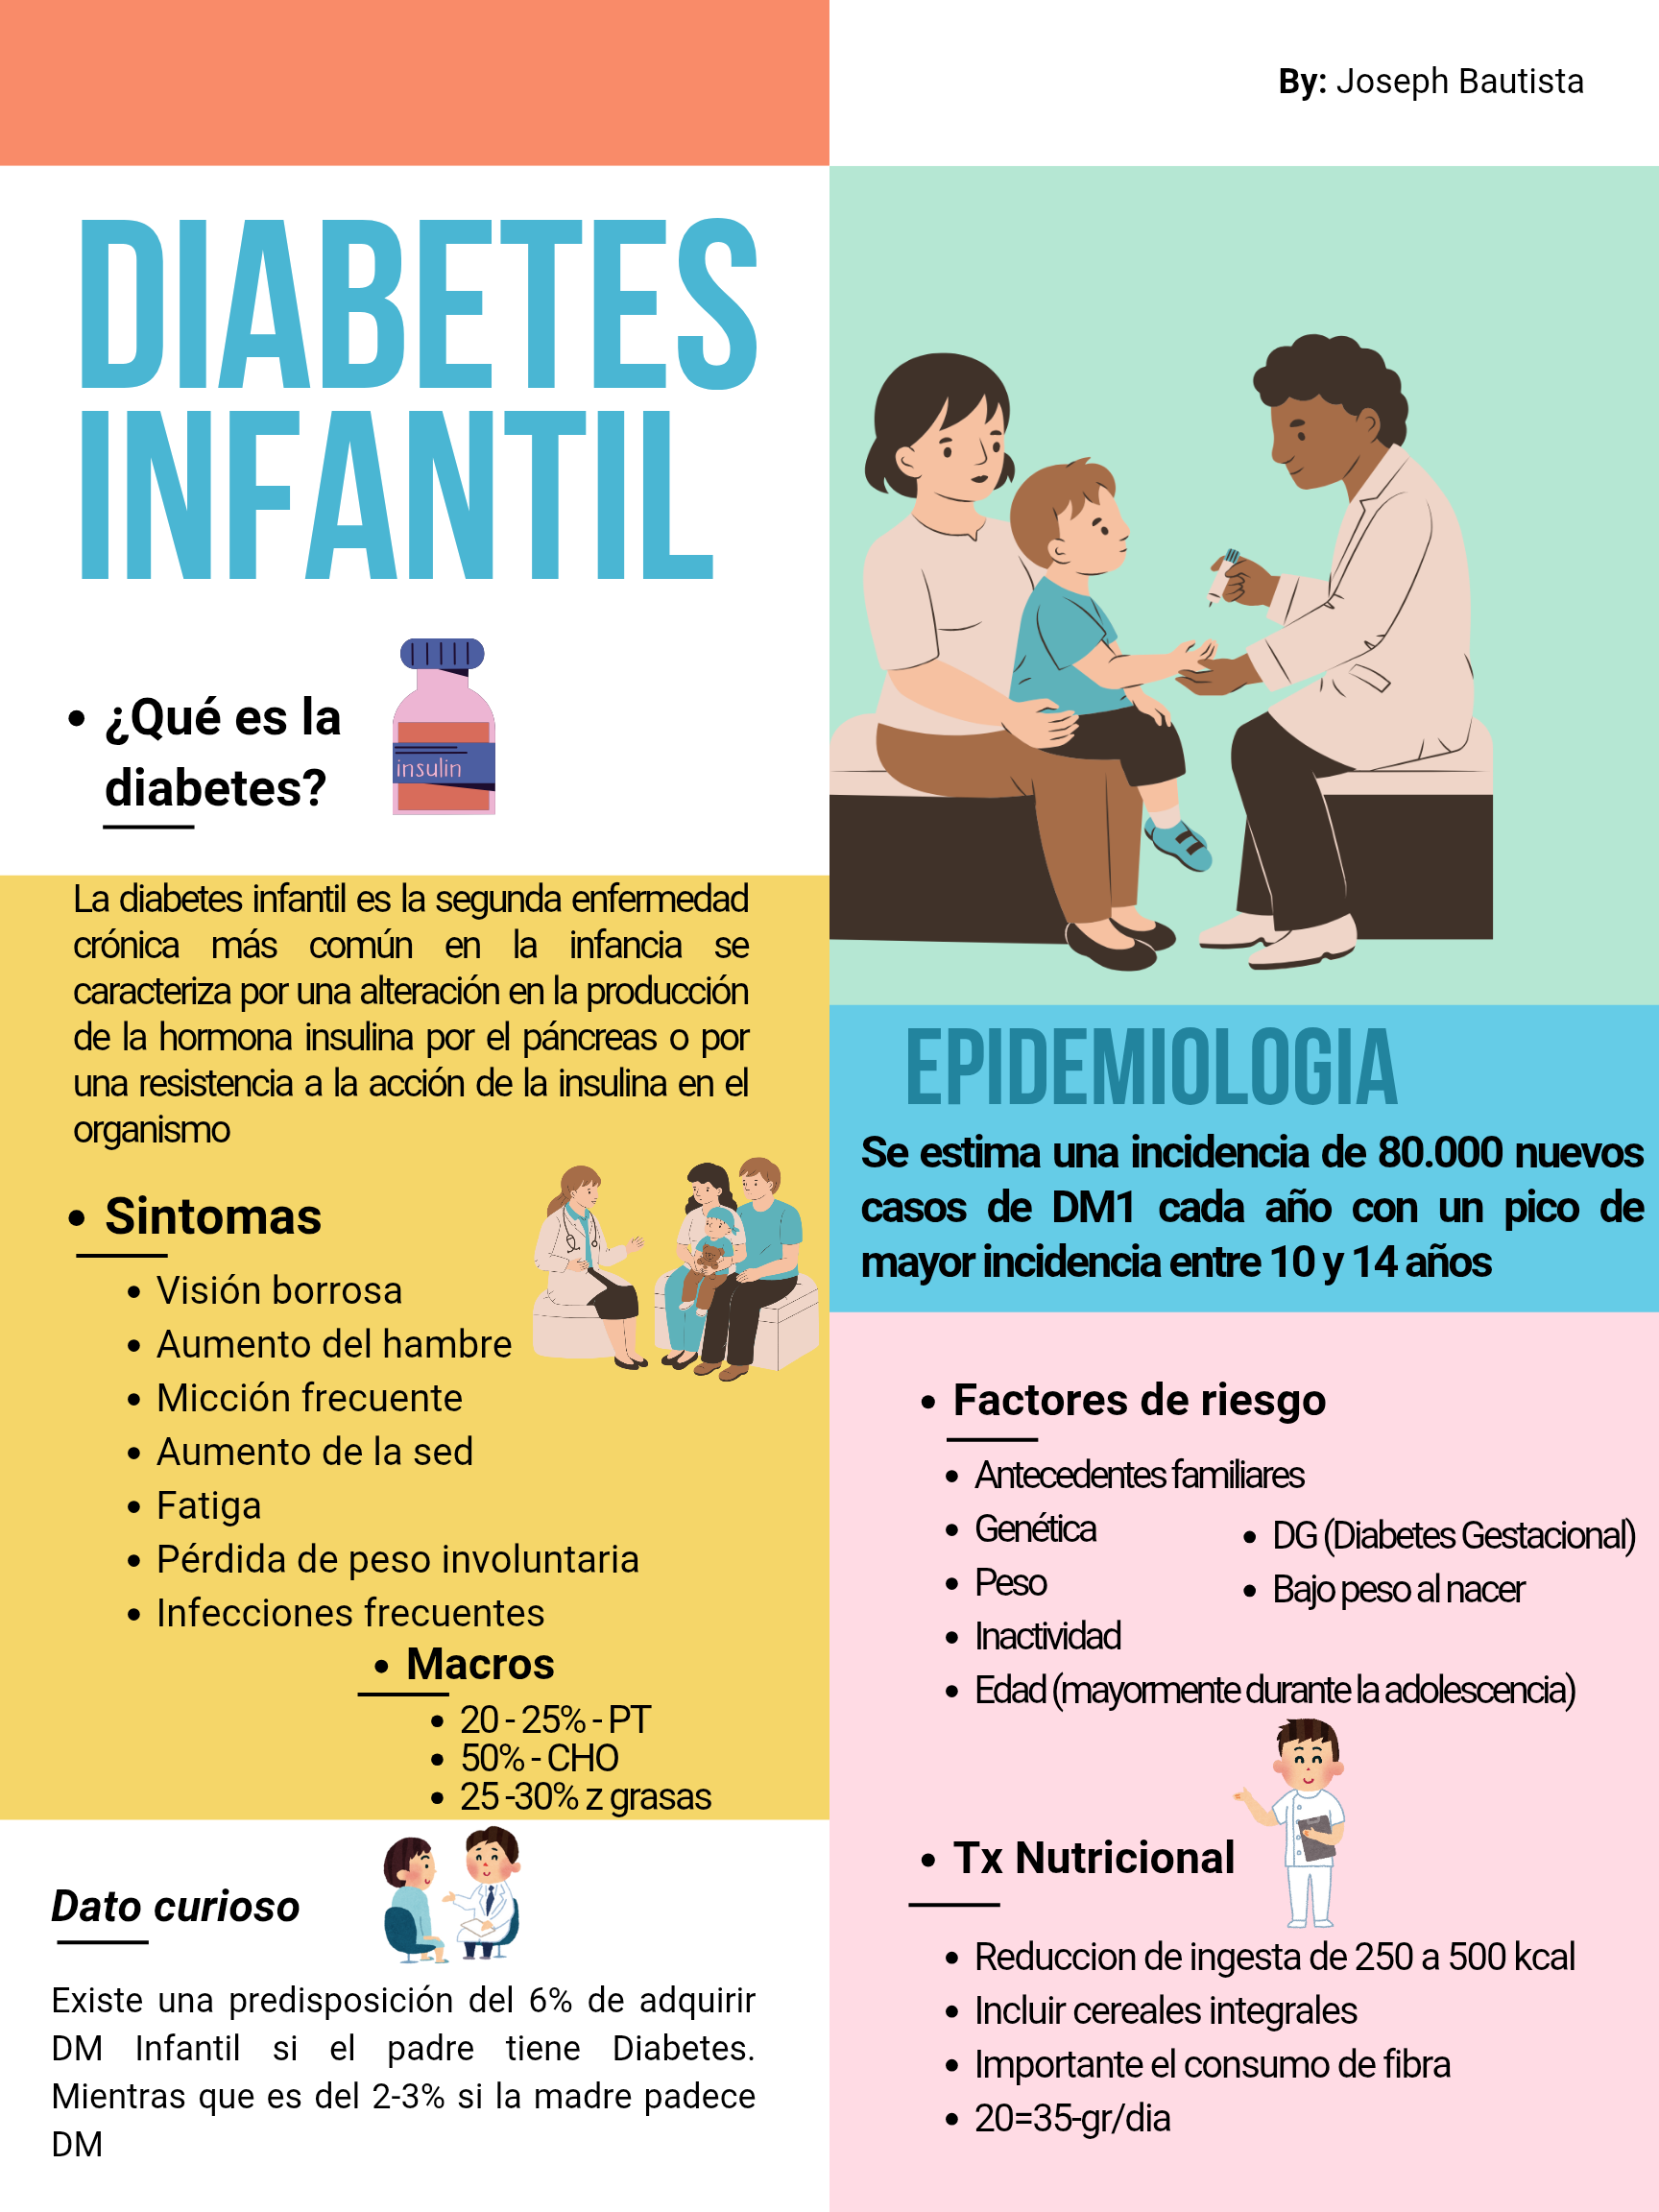 By: Joseph Bautista
DIABETES
INFANTIL
¿Qué es la
diabetes?
insulin
La diabetes infantil es la segunda enfermedad
crónica más común en la infancia se
caracteriza por una alteración en la producción
de la hormona insulina por el páncreas o por
una resistencia a la acción de la insulina en el
organismo
Sintomas
Visión borrosa
Aumento del hambre
Micción frecuente
Aumento de la sed
Fatiga
Pérdida de peso involuntaria
Infecciones frecuentes
Macros
20 - 25% - PT
50% - CHO
25 -30% z grasas
Dato curioso
Existe una predisposición del 6% de adquirir
DM Infantil si el padre tiene Diabetes.
Mientras que es del 2-3% si la madre padece
DM
EPIDEMIOLOGIA
Se estima una incidencia de 80.000 nuevos
casos de DM1 cada año con un pico de
mayor incidencia entre 10 y 14 años
Factores de riesgo
Antecedentes familiares
Genética
Peso
Inactividad
Edad (mayormente durante la adolescencia)
DG (Diabetes Gestacional)
Bajo peso al nacer
Tx Nutricional
Reduccion de ingesta de 250 a 500 kcal
Incluir cereales integrales
Importante el consumo de fibra
20=35-gr/dia